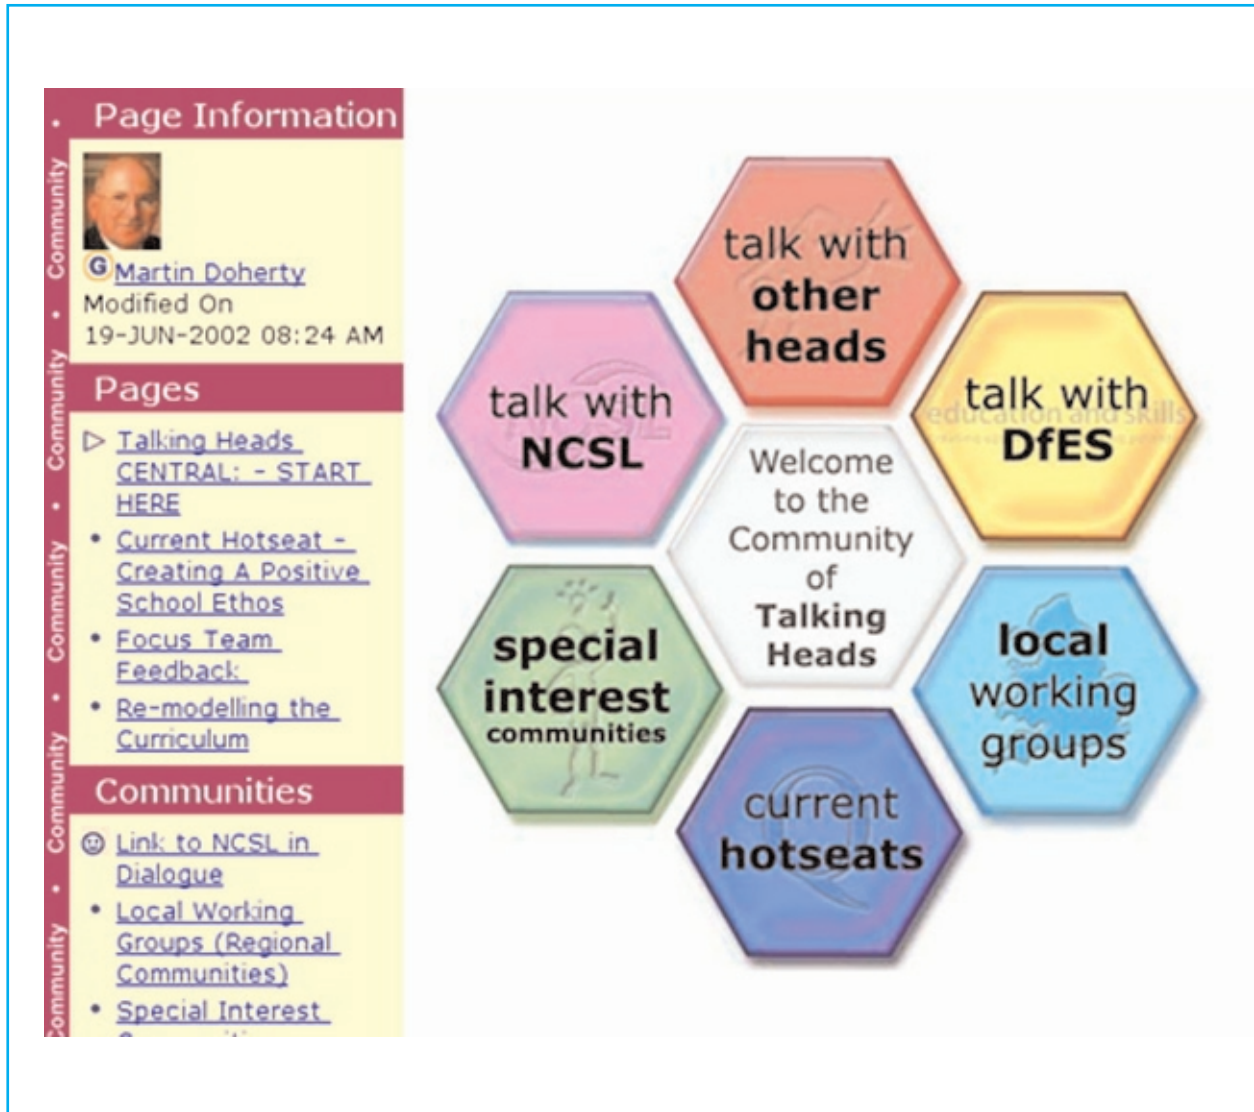 Page Information
Martin Doherty
Modified On
19-JUN-2002 08:24 AM
Pages
Talking Heads
CENTRAL: - START
HERE
Current Hotseat -
Creating A Positive
School Ethos
Focus Team
Feedback
Re-modelling the
Curriculum
Communities
Link to NCSL in
Dialogue
Local Working
Groups (Regional
Communities)
Special Interest
Community
Community
Community
Community
Community
talk with
other
heads
talk with
NCSL
talk with
education and skills
DfES
Welcome
to the
Community
of
Talking
Heads
special
interest
communities
local
working
groups
current
hotseats